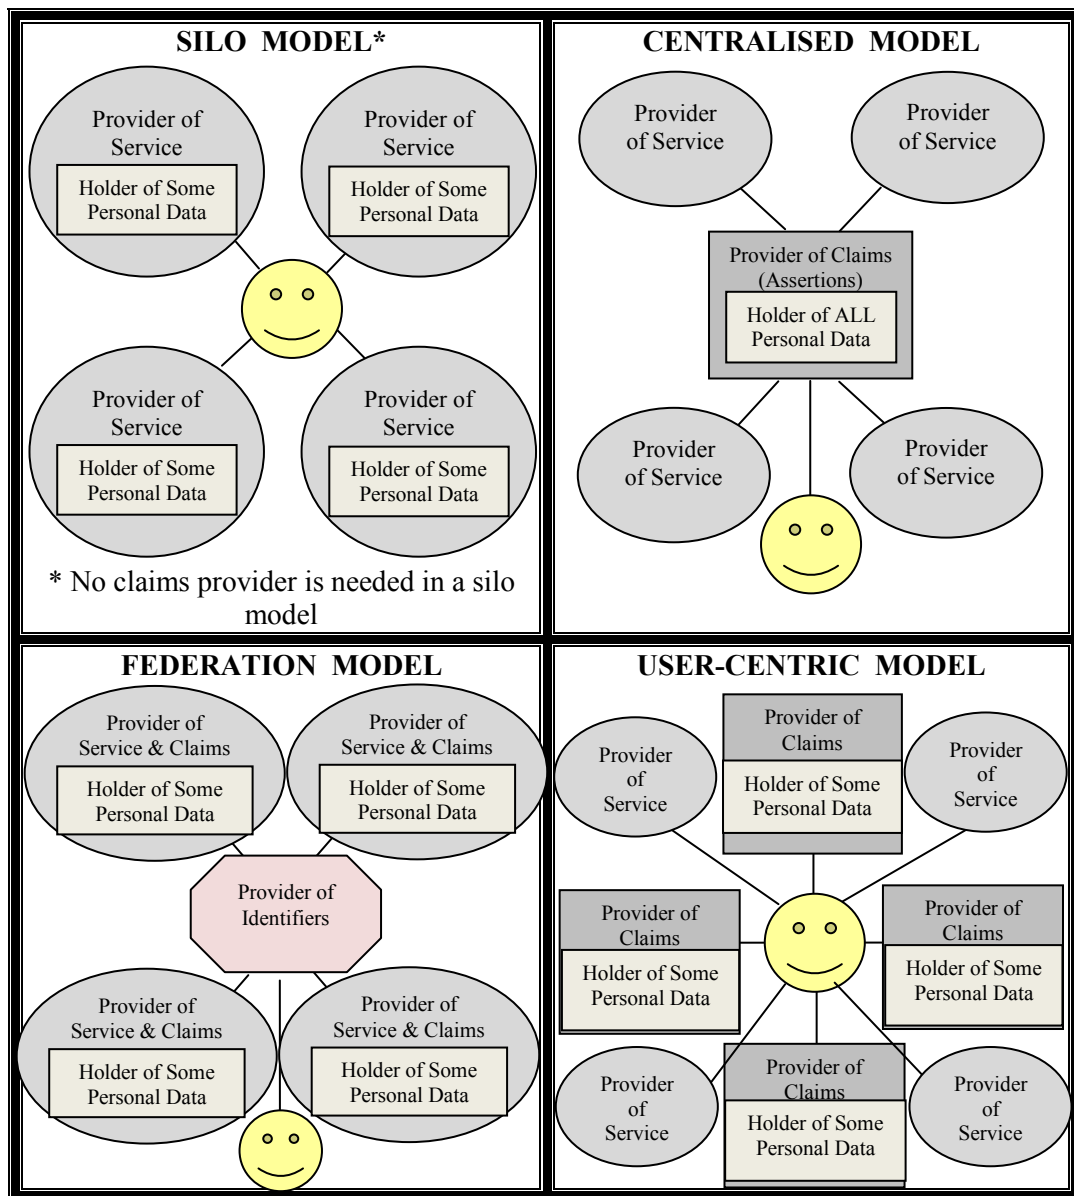 SILO MODEL*
Provider of
Service
Holder of Some
Personal Data
Provider of
Service
Holder of Some
Personal Data
Provider of
Service
Holder of Some
Personal Data
Provider of
Service
Holder of Some
Personal Data
* No claims provider is needed in a silo
model
CENTRALISED MODEL
Provider
of Service
Provider
of Service
Provider of Claims
(Assertions)
Holder of ALL
Personal Data
Provider
of Service
Provider
of Service
FEDERATION MODEL
Provider of
Service & Claims
Holder of Some
Personal Data
Provider of
Service & Claims
Holder of Some
Personal Data
Provider of
Identifiers
Provider of
Service & Claims
Holder of Some
Personal Data
Provider of
Service & Claims
Holder of Some
Personal Data
USER-CENTRIC MODEL
Provider
of
Service
Provider of
Claims
Holder of Some
Personal Data
Provider
of
Service
Provider of
Claims
Holder of Some
Personal Data
Provider of
Claims
Holder of Some
Personal Data
Provider
of
Service
Provider of
Claims
Holder of Some
Personal Data
Provider
of
Service